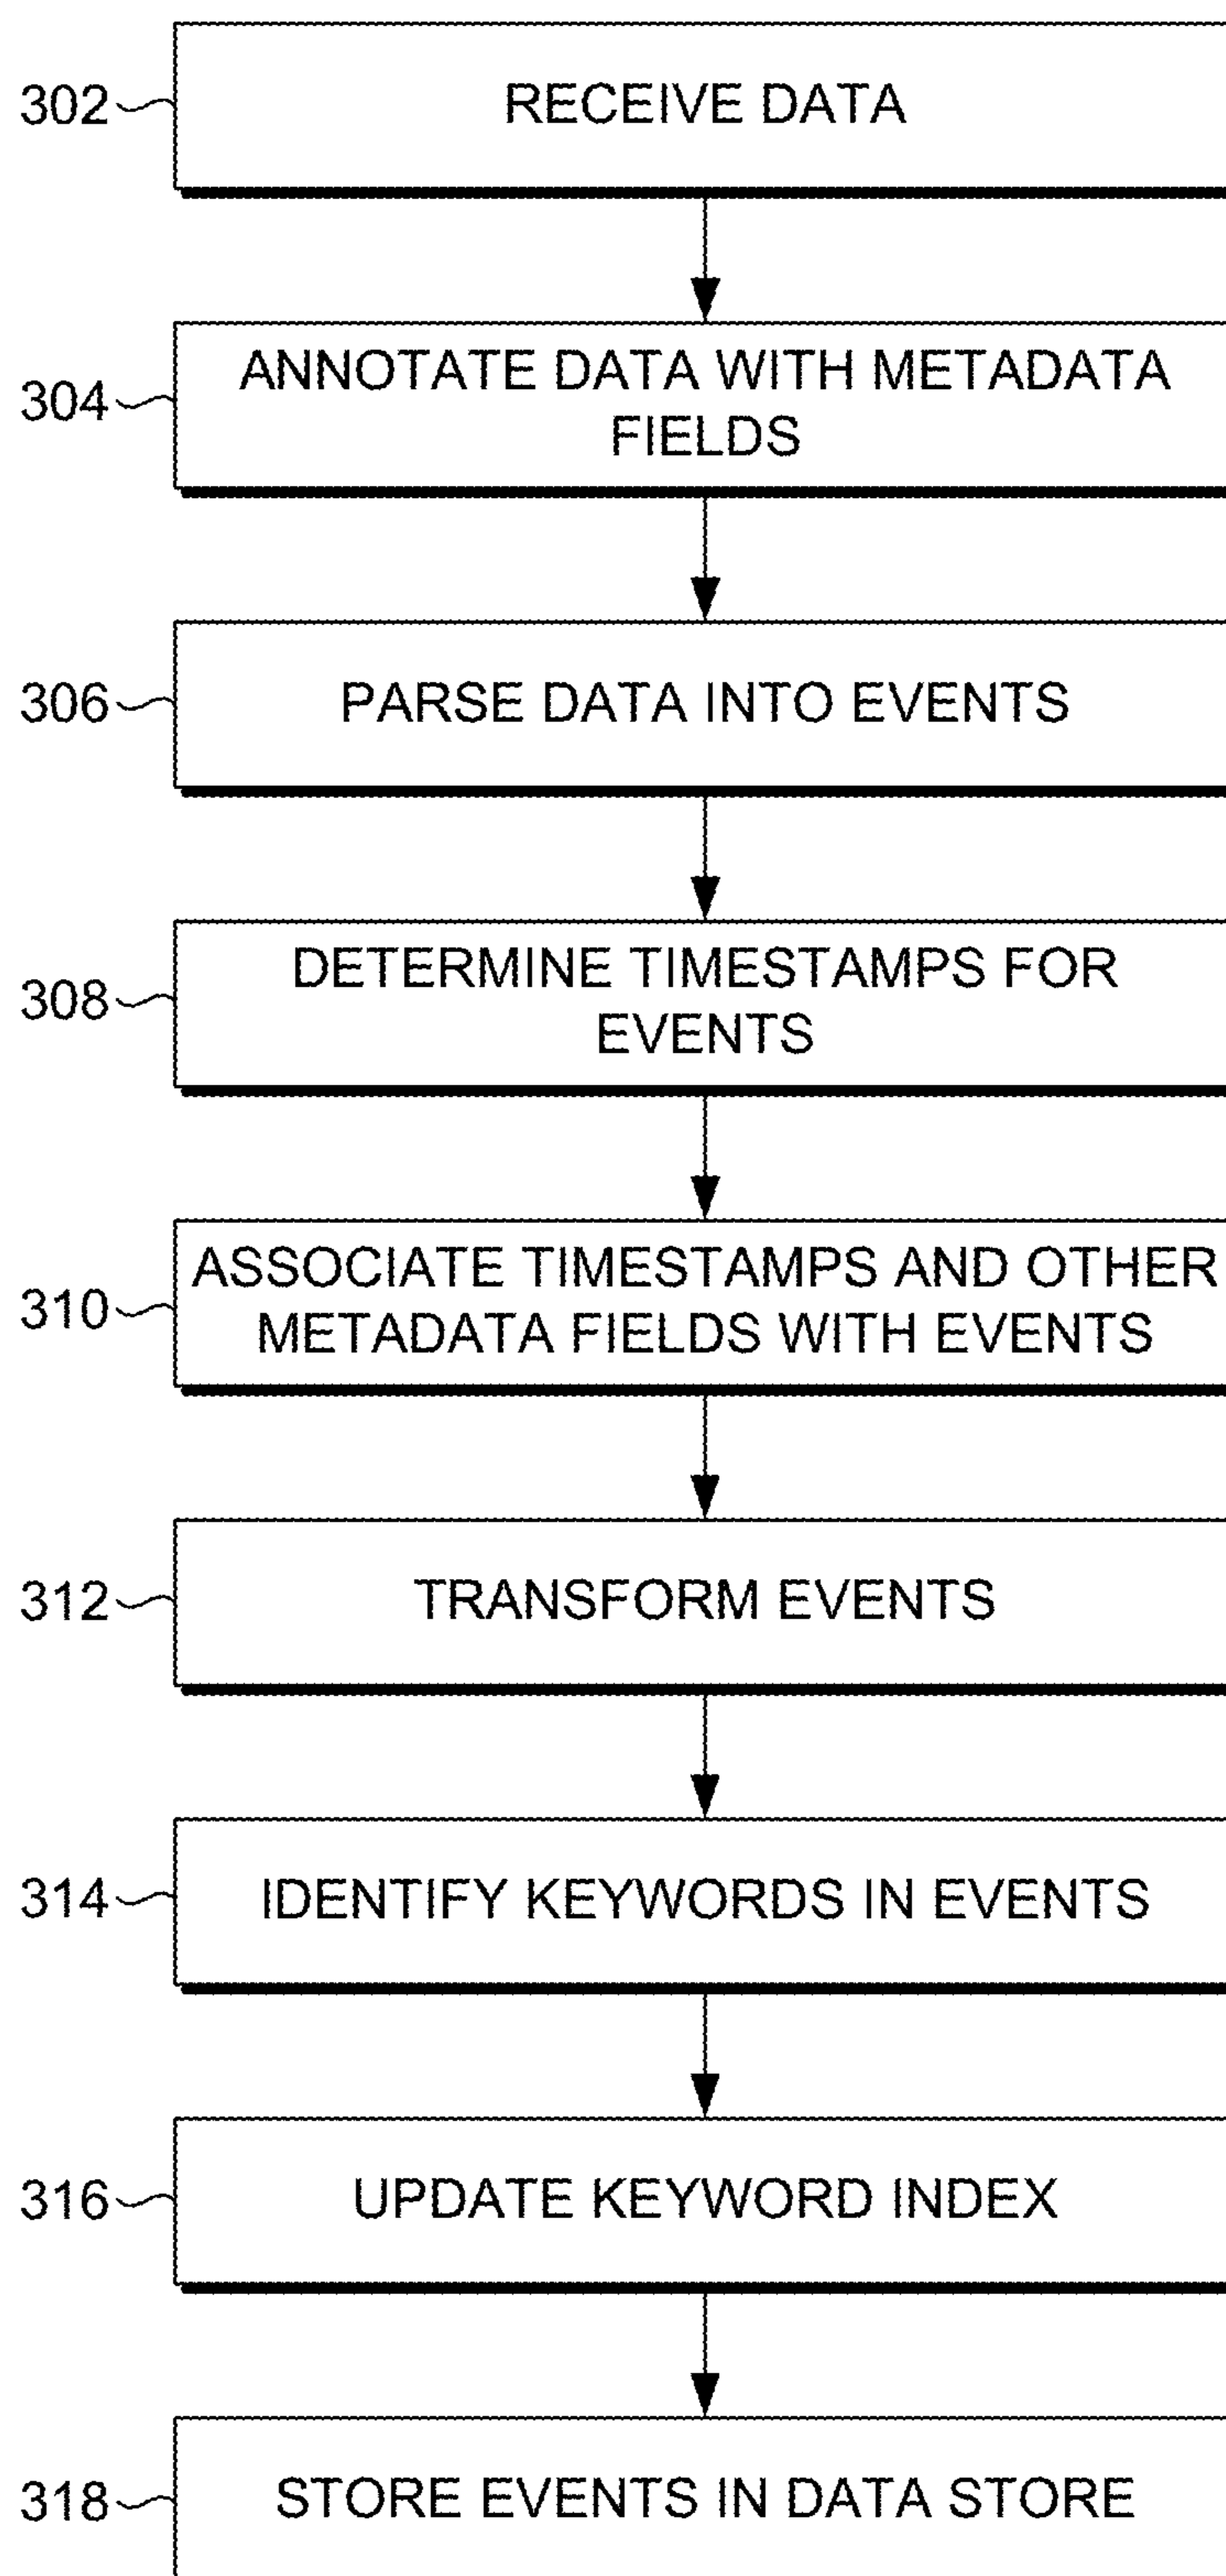 302
RECEIVE DATA
304
ANNOTATE DATA WITH METADATA
FIELDS
306
PARSE DATA INTO EVENTS
308
DETERMINE TIMESTAMPS FOR
EVENTS
310
ASSOCIATE TIMESTAMPS AND OTHER
METADATA FIELDS WITH EVENTS
312
TRANSFORM EVENTS
314
IDENTIFY KEYWORDS IN EVENTS
316
UPDATE KEYWORD INDEX
318
STORE EVENTS IN DATA STORE